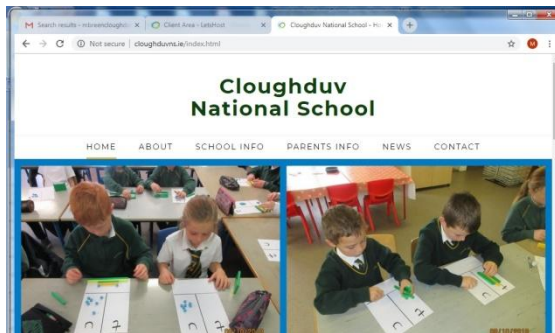 Search results - mbreencloughdu
Client Area - LetsHost
Cloughduv National School - Ho
Not secure | cloughduvns.ie/index.html
M
Cloughduv
National School
HOME ABOUT SCHOOL INFO PARENTS INFO NEWS CONTACT